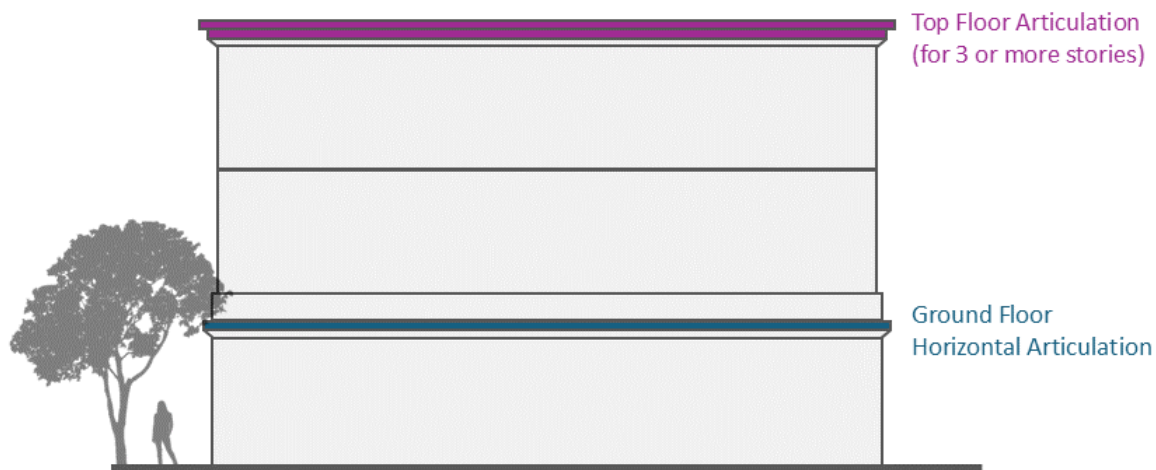 Top Floor Articulation
(for 3 or more stories)
Ground Floor
Horizontal Articulation